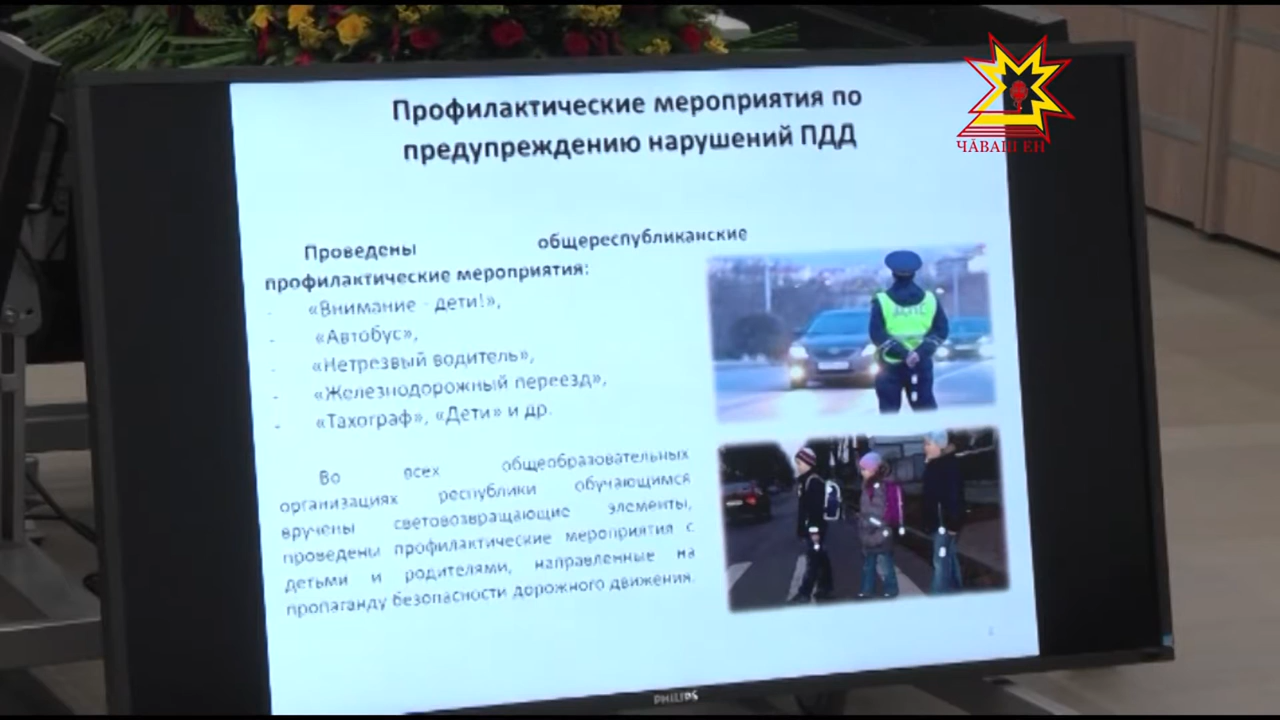 Профилактические мероприятия по
предупреждению нарушений ПДД
ЧӐВАШ ЕН
Проведены общереспубликанские
профилактические мероприятия:
- «Внимание - дети!»,
- «Автобус»,
- «Нетрезвый водитель»,
- «Железнодорожный переезд»,
- «Тахограф», «Дети» и др.
Во всех общеобразовательных
организациях республики обучающимся
вручены световозвращающие элементы,
проведены профилактические мероприятия с
детьми и родителями, направленные на
пропаганду безопасности дорожного движения.
ДПС
PHILIPS